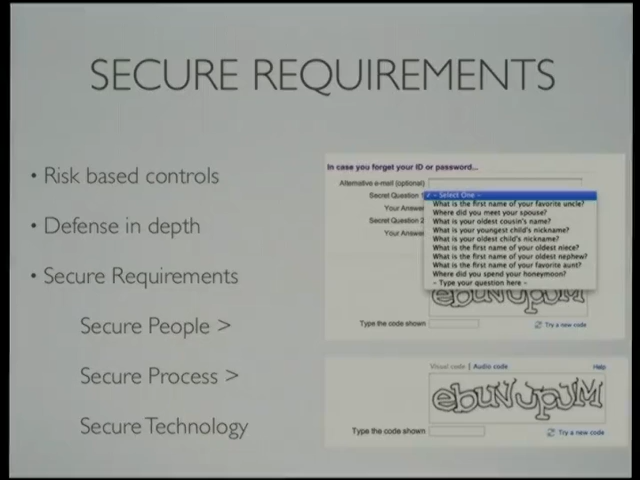 SECURE REQUIREMENTS
• Risk based controls
• Defense in depth
• Secure Requirements
Secure People >
Secure Process >
Secure Technology
In case you forget your ID or password...
Alternative e-mail (optional)
Secret Question 1
- Select One -
What is the first name of your favorite uncle?
Where did you meet your spouse?
What is your oldest cousin's name?
What is your youngest child's nickname?
What is your oldest child's nickname?
What is the first name of your oldest niece?
What is the first name of your oldest nephew?
What is the first name of your favorite aunt?
Where did you spend your honeymoon?
- Type your question here -
Your Answer
Secret Question 2
Your Answer
Type the code shown
Try a new code
Visual code | Audio code
Help
Type the code shown
Try a new code